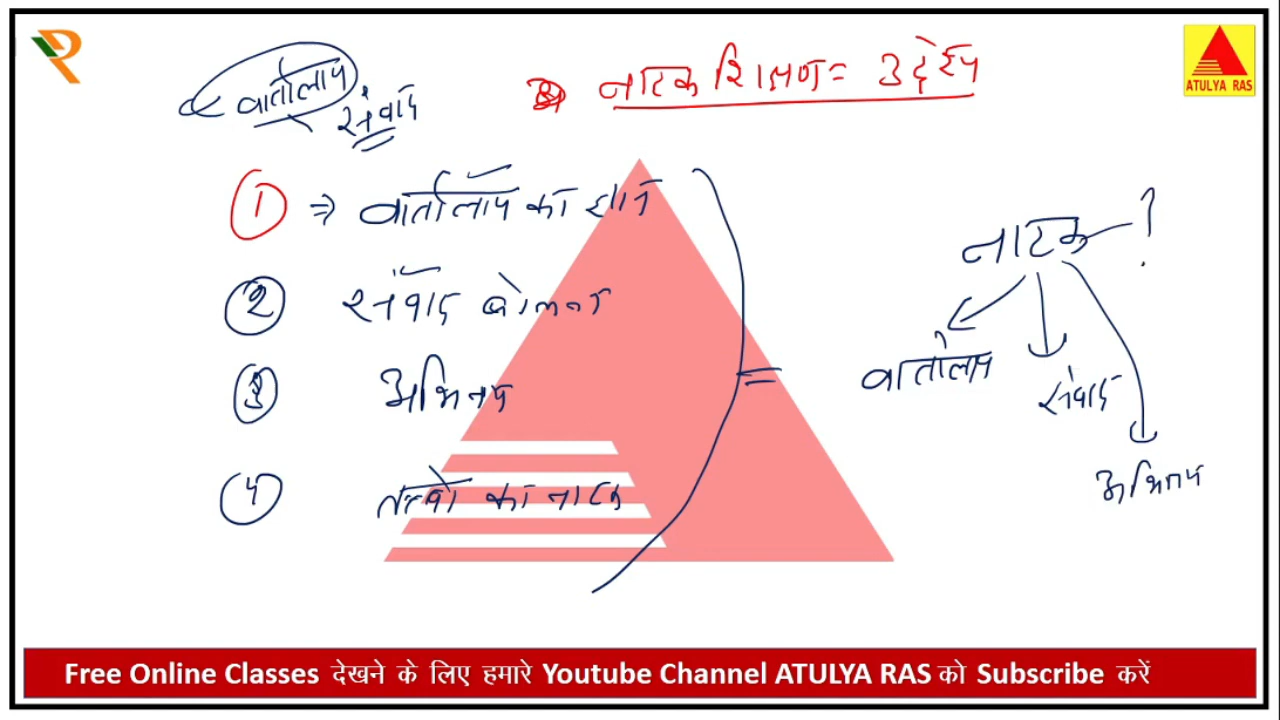 वार्तालाप
संवाद
नाटक शिक्षण = उद्देश्य
ATULYA RAS
1 ⇒ वार्तालाप का ज्ञान
2 संवाद बोलना
3 अभिनय
4 तत्वों का नाटक
=
नाटक ?
वार्तालाप
संवाद
अभिनय
Free Online Classes देखने के लिए हमारे Youtube Channel ATULYA RAS को Subscribe करें